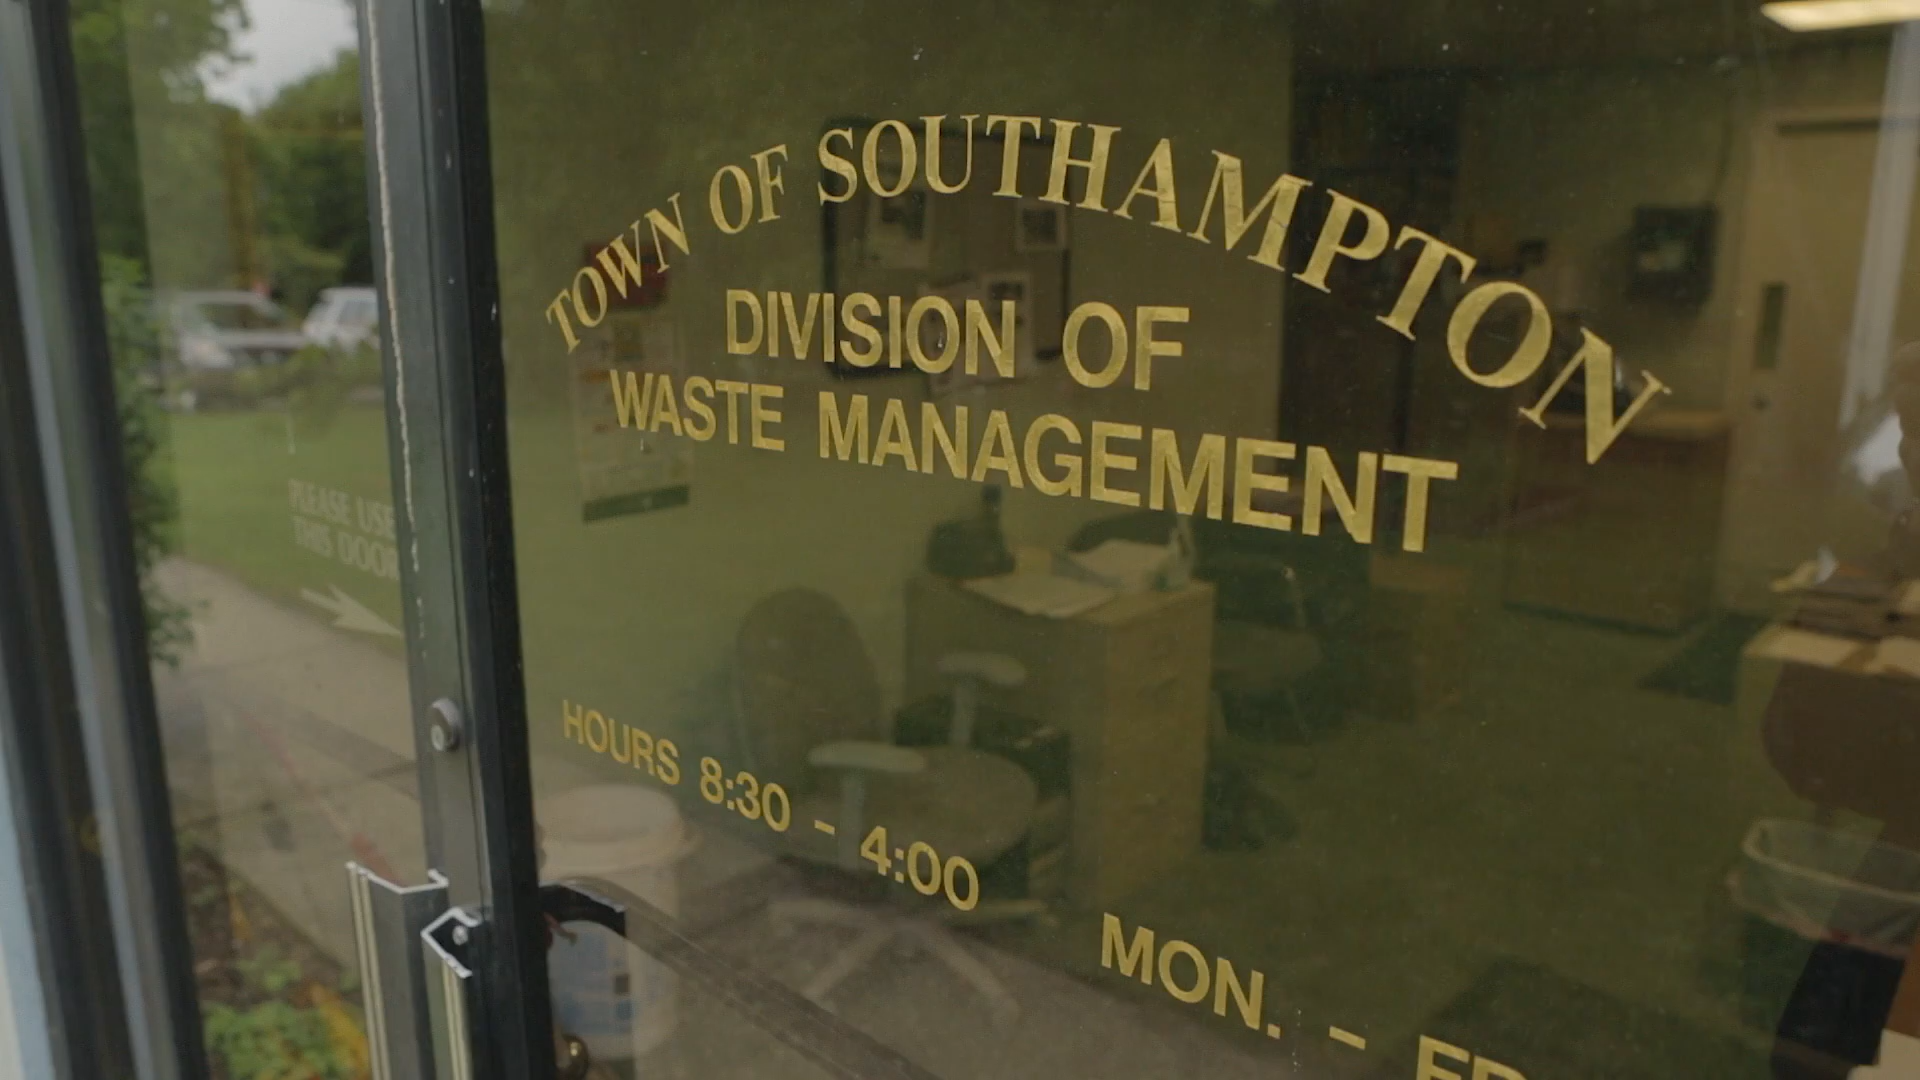 TOWN OF SOUTHAMPTON
DIVISION OF
WASTE MANAGEMENT
PLEASE USE
THIS DOOR
HOURS 8:30 - 4:00
MON. -